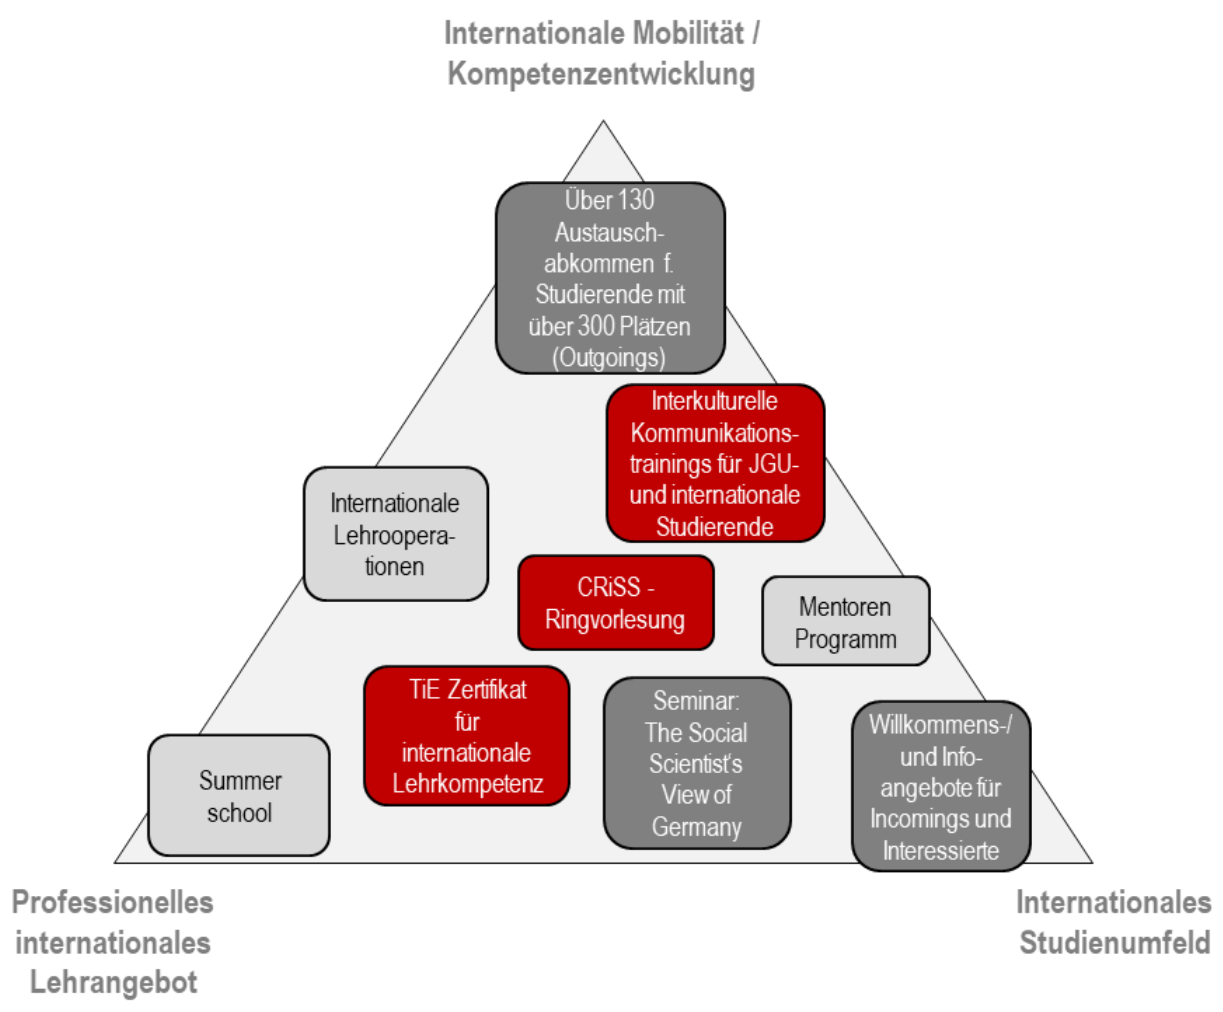 Internationale Mobilität /
Kompetenzentwicklung
Über 130
Austausch-
abkommen f.
Studierende mit
über 300 Plätzen
(Outgoings)
Interkulturelle
Kommunikations-
trainings für JGU-
und internationale
Studierende
Internationale
Lehrooopera-
tionen
CRiSS -
Ringvorlesung
Mentoren
Programm
TiE Zertifikat
für
internationale
Lehrkompetenz
Seminar:
The Social
Scientist's
View of
Germany
Willkommens-/
und Info-
angebote für
Incomings und
Interessierte
Summer
school
Professionelles
internationales
Lehrangebot
Internationales
Studienumfeld